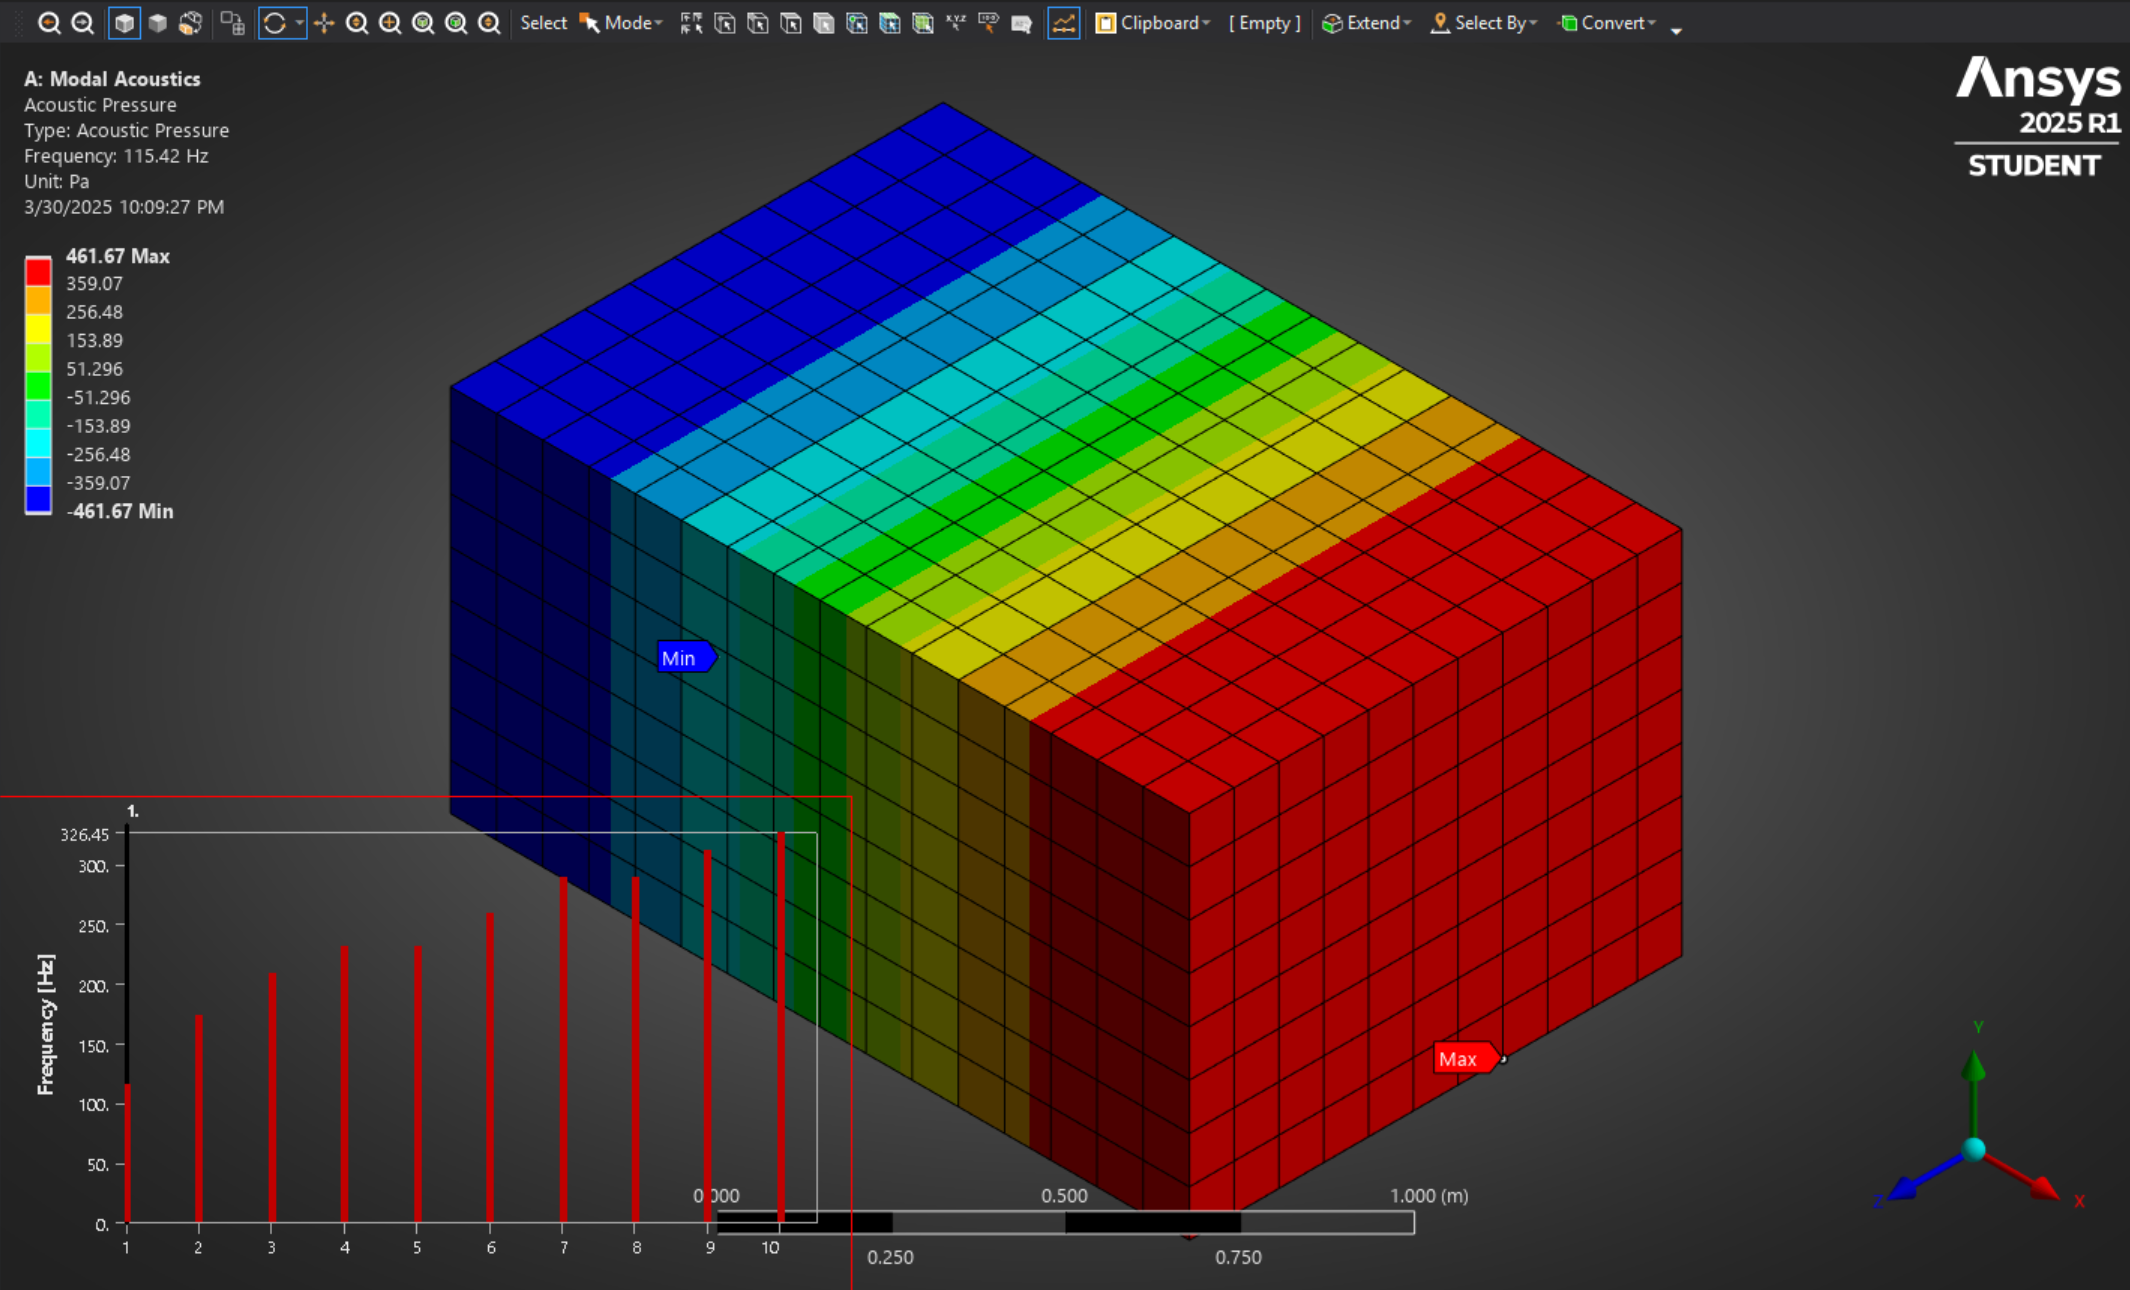 Select Mode Clipboard [ Empty ] Extend Select By Convert
A: Modal Acoustics
Acoustic Pressure
Type: Acoustic Pressure
Frequency: 115.42 Hz
Unit: Pa
3/30/2025 10:09:27 PM
Ansys
2025 R1
STUDENT
461.67 Max
359.07
256.48
153.89
51.296
-51.296
-153.89
-256.48
-359.07
-461.67 Min
Min
Max
1.
326.45
300.
250.
200.
150.
100.
50.
0.
Frequency [Hz]
1 2 3 4 5 6 7 8 9 10
0.000 0.500 1.000 (m)
0.250 0.750
Y
Z
X